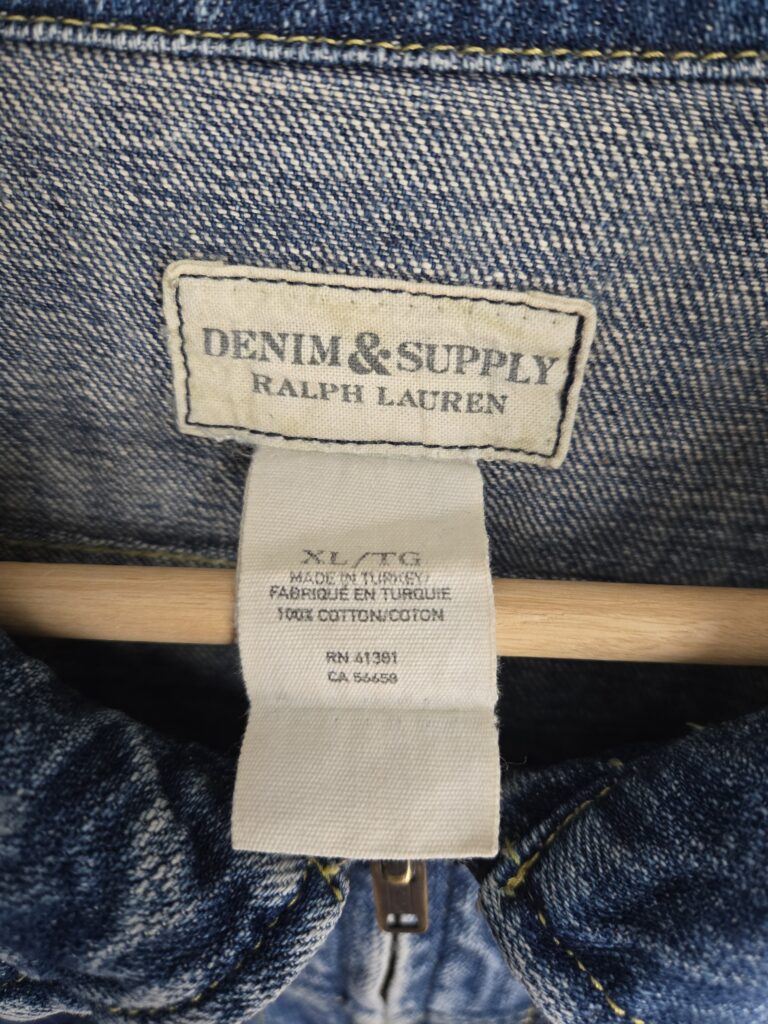 DENIM & SUPPLY
RALPH LAUREN
XL/TG
MADE IN TURKEY/
FABRIQUÉ EN TURQUIE
100% COTTON/COTON
RN 41381
CA 56658